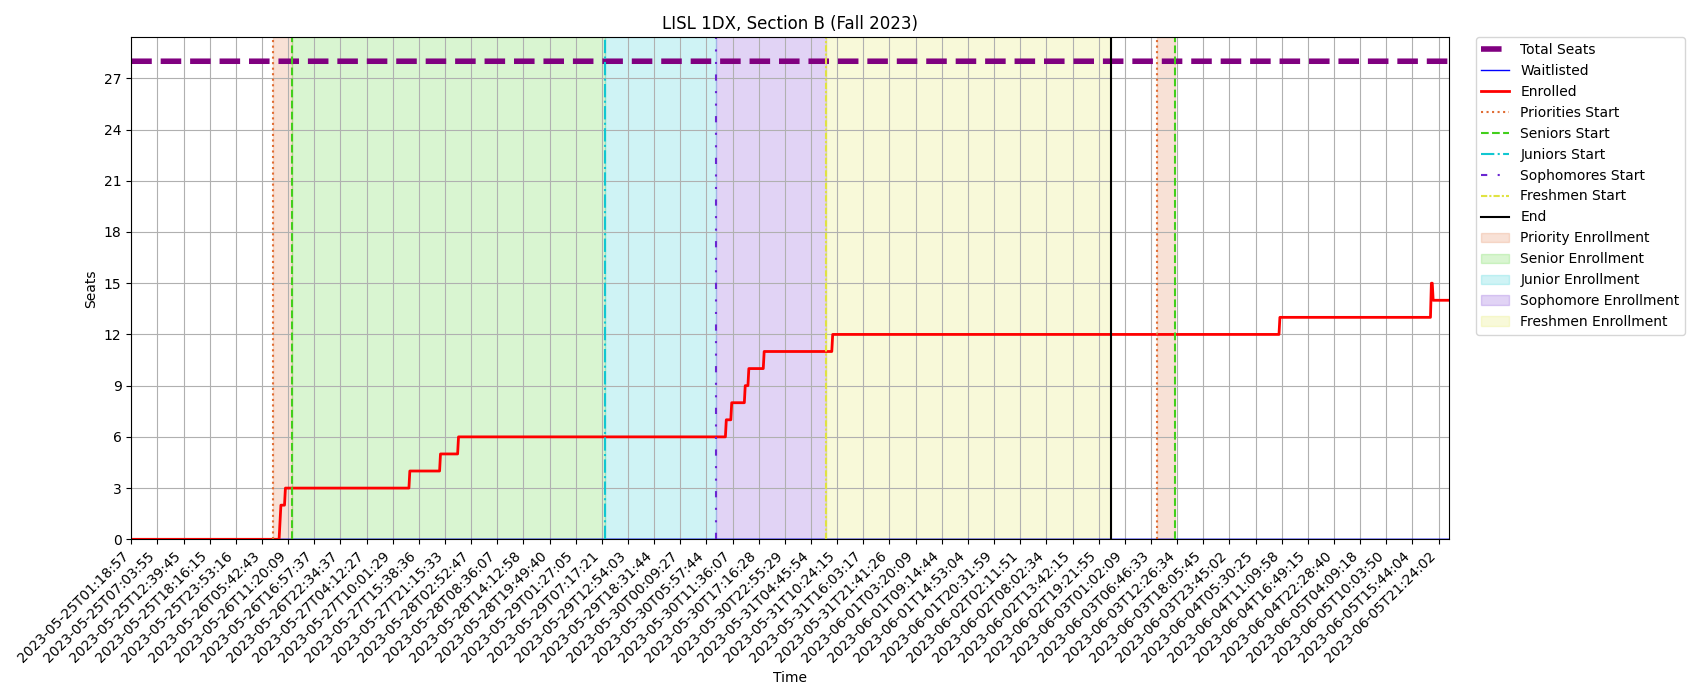 LISL 1DX, Section B (Fall 2023)
Seats
27
24
21
18
15
12
9
6
3
0
2023-05-25T01:18:57
2023-05-25T07:03:55
2023-05-25T12:39:45
2023-05-25T18:16:15
2023-05-25T23:53:16
2023-05-26T05:42:43
2023-05-26T11:20:09
2023-05-26T16:57:37
2023-05-26T22:34:37
2023-05-27T04:12:27
2023-05-27T10:01:29
2023-05-27T15:38:36
2023-05-27T21:15:33
2023-05-28T02:52:47
2023-05-28T08:36:07
2023-05-28T14:12:58
2023-05-28T19:49:40
2023-05-29T01:27:05
2023-05-29T07:17:21
2023-05-29T12:54:03
2023-05-29T18:31:44
2023-05-30T00:09:27
2023-05-30T05:57:44
2023-05-30T11:36:07
2023-05-30T17:16:28
2023-05-30T22:55:29
2023-05-31T04:45:54
2023-05-31T10:24:15
2023-05-31T16:03:17
2023-05-31T21:41:26
2023-06-01T03:20:09
2023-06-01T09:14:44
2023-06-01T14:53:04
2023-06-01T20:31:59
2023-06-02T02:11:51
2023-06-02T08:02:34
2023-06-02T13:42:15
2023-06-02T19:21:55
2023-06-03T01:02:09
2023-06-03T06:46:33
2023-06-03T12:26:34
2023-06-03T18:05:45
2023-06-03T23:45:02
2023-06-04T05:30:25
2023-06-04T11:09:58
2023-06-04T16:49:15
2023-06-04T22:28:40
2023-06-05T04:09:18
2023-06-05T10:03:50
2023-06-05T15:44:04
2023-06-05T21:24:02
Time
Total Seats
Waitlisted
Enrolled
Priorities Start
Seniors Start
Juniors Start
Sophomores Start
Freshmen Start
End
Priority Enrollment
Senior Enrollment
Junior Enrollment
Sophomore Enrollment
Freshmen Enrollment